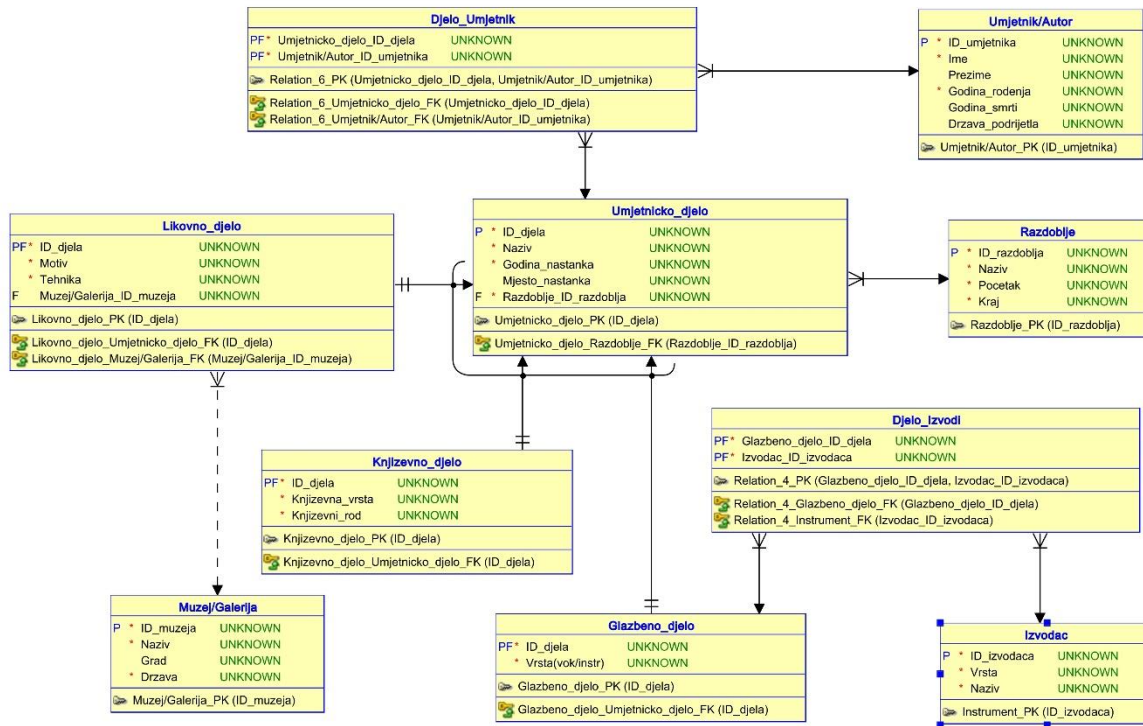 Djelo_Umjetnik
PF* Umjetnicko_djelo_ID_djela UNKNOWN
PF* Umjetnik/Autor_ID_umjetnika UNKNOWN
Relation_6_PK (Umjetnicko_djelo_ID_djela, Umjetnik/Autor_ID_umjetnika)
Relation_6_Umjetnicko_djelo_FK (Umjetnicko_djelo_ID_djela)
Relation_6_Umjetnik/Autor_FK (Umjetnik/Autor_ID_umjetnika)
Umjetnik/Autor
P * ID_umjetnika UNKNOWN
* Ime UNKNOWN
Prezime UNKNOWN
* Godina_rodenja UNKNOWN
Godina_smrti UNKNOWN
Drzava_podrijetla UNKNOWN
Umjetnik/Autor_PK (ID_umjetnika)
Likovno_djelo
PF* ID_djela UNKNOWN
* Motiv UNKNOWN
* Tehnika UNKNOWN
F Muzej/Galerija_ID_muzeja UNKNOWN
Likovno_djelo_PK (ID_djela)
Likovno_djelo_Umjetnicko_djelo_FK (ID_djela)
Likovno_djelo_Muzej/Galerija_FK (Muzej/Galerija_ID_muzeja)
Umjetnicko_djelo
P * ID_djela UNKNOWN
* Naziv UNKNOWN
* Godina_nastanka UNKNOWN
Mjesto_nastanka UNKNOWN
F * Razdoblje_ID_razdoblja UNKNOWN
Umjetnicko_djelo_PK (ID_djela)
Umjetnicko_djelo_Razdoblje_FK (Razdoblje_ID_razdoblja)
Razdoblje
P * ID_razdoblja UNKNOWN
* Naziv UNKNOWN
* Pocetak UNKNOWN
* Kraj UNKNOWN
Razdoblje_PK (ID_razdoblja)
Knjizevno_djelo
PF* ID_djela UNKNOWN
* Knjizevna_vrsta UNKNOWN
* Knjizevni_rod UNKNOWN
Knjizevno_djelo_PK (ID_djela)
Knjizevno_djelo_Umjetnicko_djelo_FK (ID_djela)
Djelo_Izvodi
PF* Glazbeno_djelo_ID_djela UNKNOWN
PF* Izvodac_ID_izvodaca UNKNOWN
Relation_4_PK (Glazbeno_djelo_ID_djela, Izvodac_ID_izvodaca)
Relation_4_Glazbeno_djelo_FK (Glazbeno_djelo_ID_djela)
Relation_4_Instrument_FK (Izvodac_ID_izvodaca)
Muzej/Galerija
P * ID_muzeja UNKNOWN
* Naziv UNKNOWN
Grad UNKNOWN
* Drzava UNKNOWN
Muzej/Galerija_PK (ID_muzeja)
Glazbeno_djelo
PF* ID_djela UNKNOWN
* Vrsta(vok/instr) UNKNOWN
Glazbeno_djelo_PK (ID_djela)
Glazbeno_djelo_Umjetnicko_djelo_FK (ID_djela)
Izvodac
P * ID_izvodaca UNKNOWN
* Vrsta UNKNOWN
* Naziv UNKNOWN
Instrument_PK (ID_izvodaca)